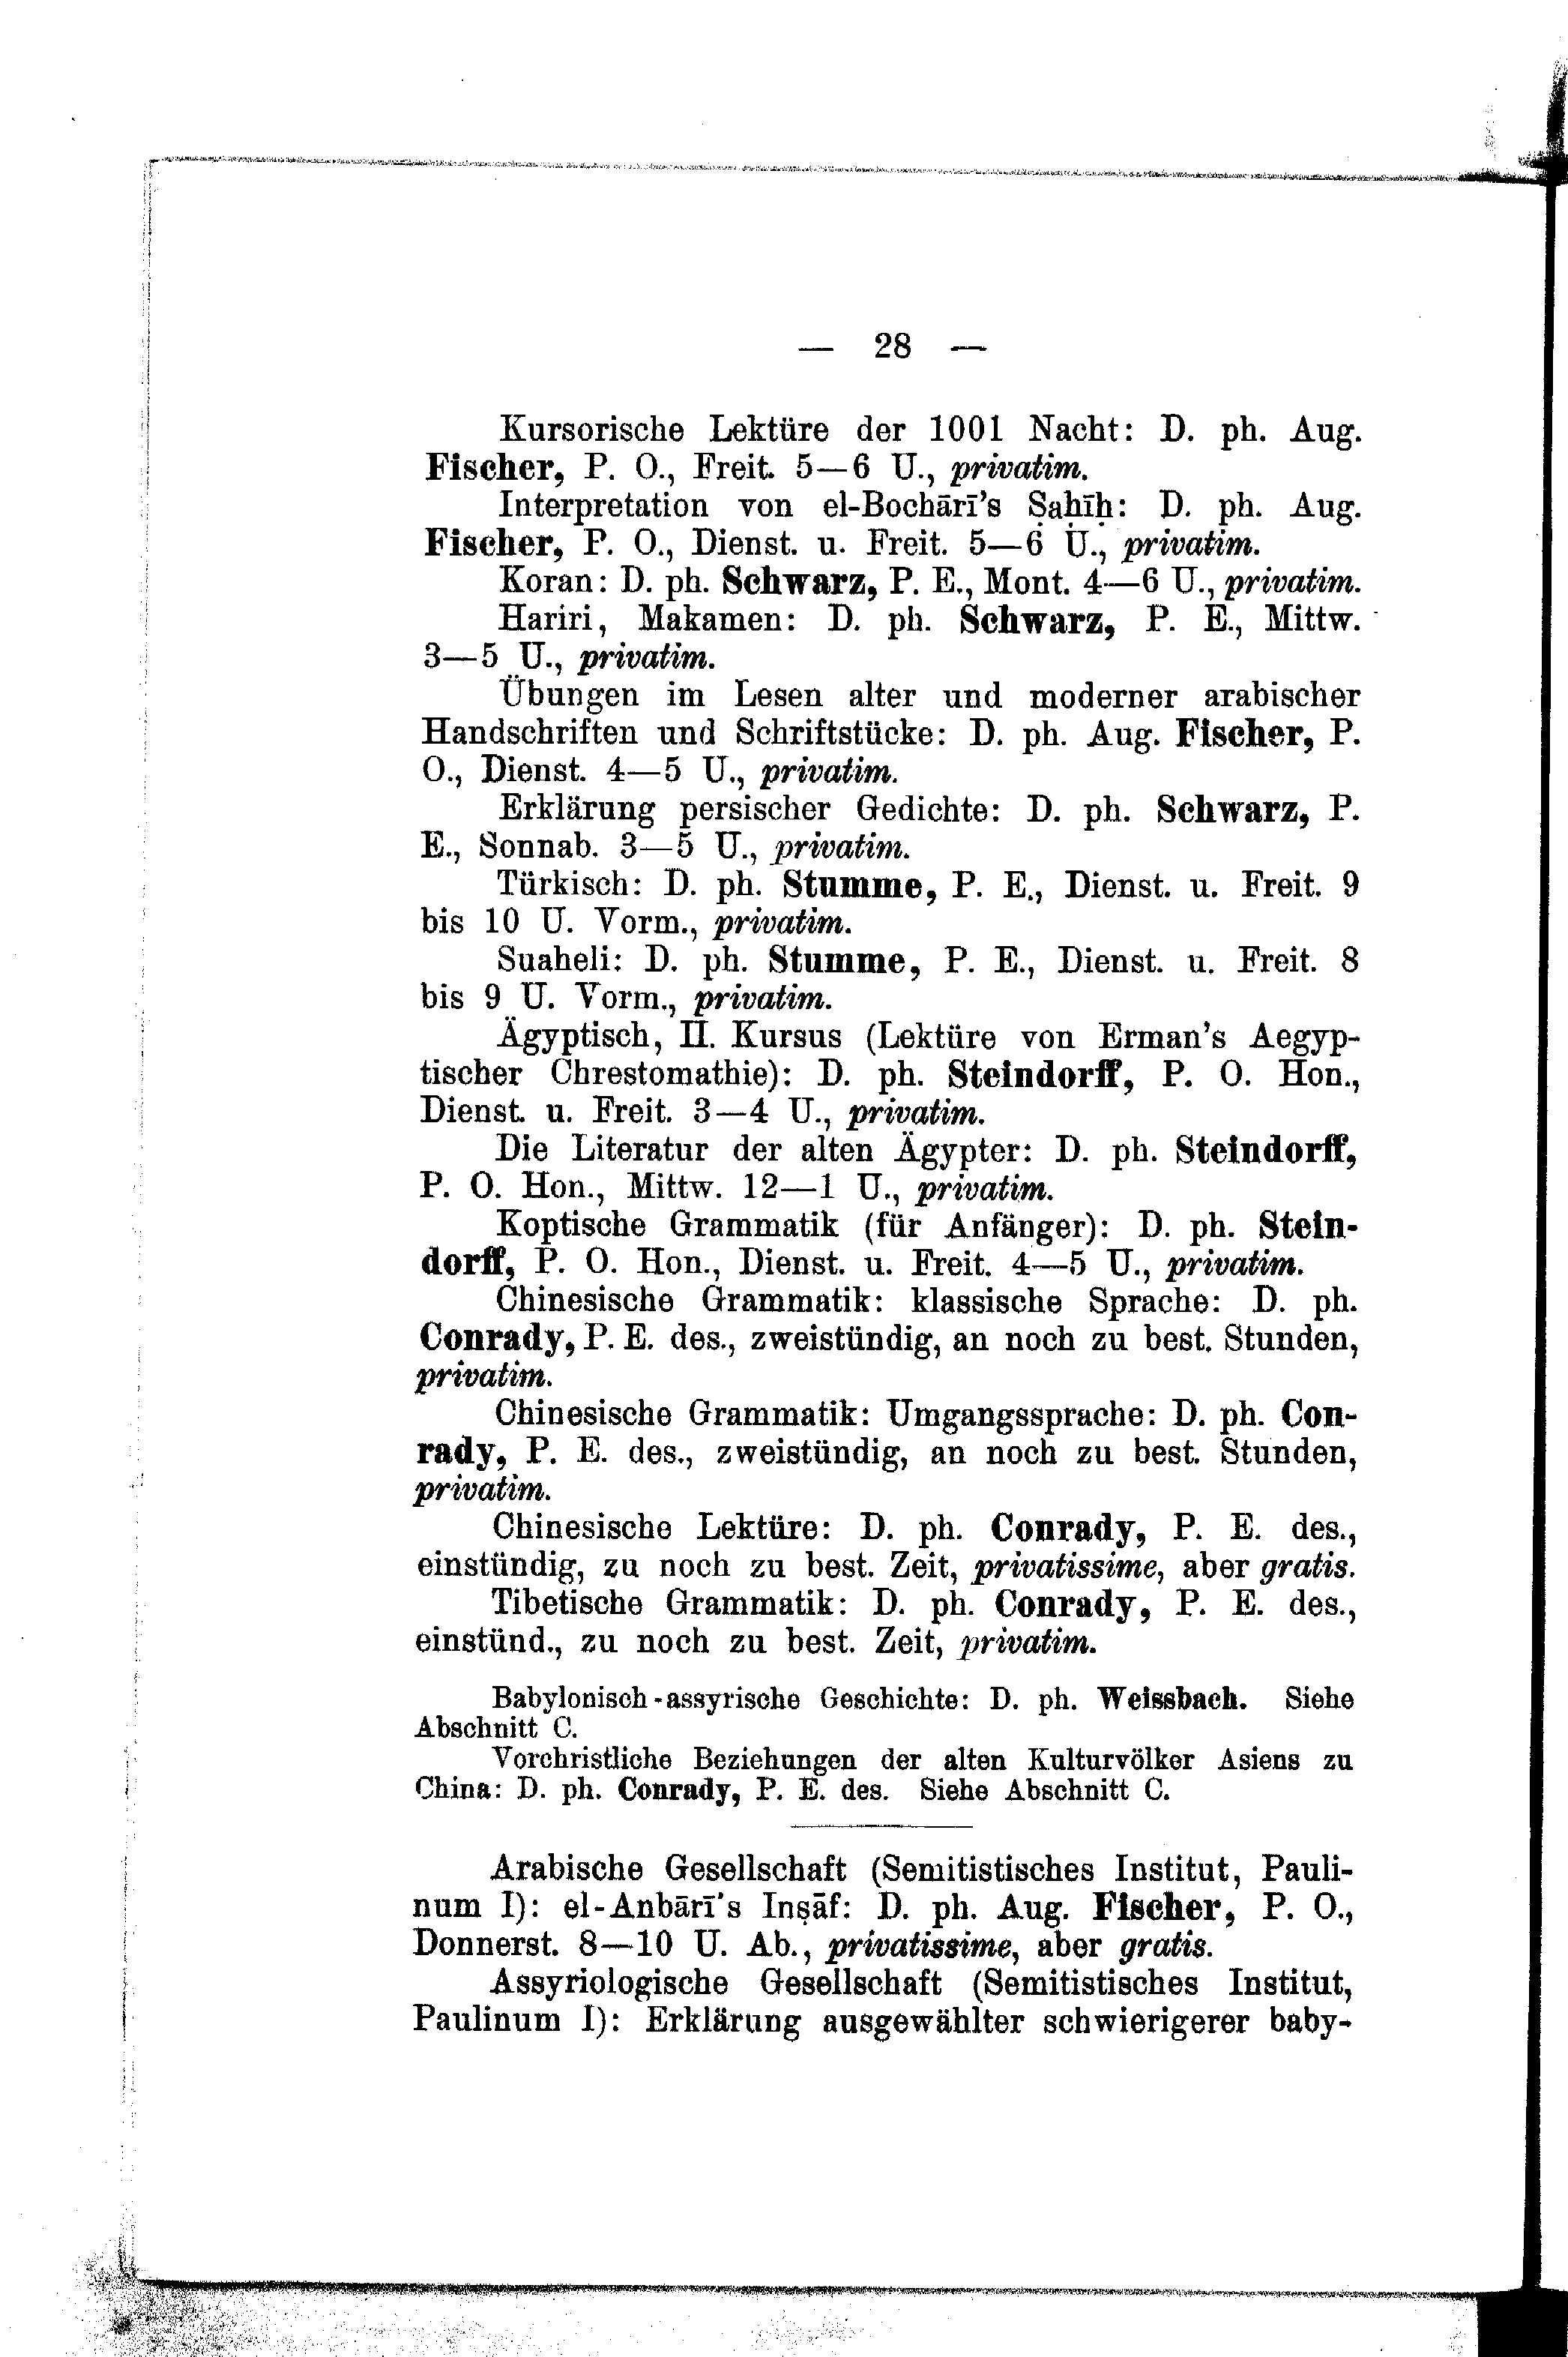 — 28 —
Kursorische Lektüre der 1001 Nacht: D. ph. Aug.
Fischer, P. O., Freit. 5—6 U., privatim.
Interpretation von el-Bochārī's Ṣaḥīḥ: D. ph. Aug.
Fischer, P. O., Dienst. u. Freit. 5—6 U., privatim.
Koran: D. ph. Schwarz, P. E., Mont. 4—6 U., privatim.
Hariri, Makamen: D. ph. Schwarz, P. E., Mittw.
3—5 U., privatim.
Übungen im Lesen alter und moderner arabischer
Handschriften und Schriftstücke: D. ph. Aug. Fischer, P.
O., Dienst. 4—5 U., privatim.
Erklärung persischer Gedichte: D. ph. Schwarz, P.
E., Sonnab. 3—5 U., privatim.
Türkisch: D. ph. Stumme, P. E., Dienst. u. Freit. 9
bis 10 U. Vorm., privatim.
Suaheli: D. ph. Stumme, P. E., Dienst. u. Freit. 8
bis 9 U. Vorm., privatim.
Ägyptisch, II. Kursus (Lektüre von Erman's Aegyp-
tischer Chrestomathie): D. ph. Steindorff, P. O. Hon.,
Dienst. u. Freit. 3—4 U., privatim.
Die Literatur der alten Ägypter: D. ph. Steindorff,
P. O. Hon., Mittw. 12—1 U., privatim.
Koptische Grammatik (für Anfänger): D. ph. Stein-
dorff, P. O. Hon., Dienst. u. Freit. 4—5 U., privatim.
Chinesische Grammatik: klassische Sprache: D. ph.
Conrady, P. E. des., zweistündig, an noch zu best. Stunden,
privatim.
Chinesische Grammatik: Umgangssprache: D. ph. Con-
rady, P. E. des., zweistündig, an noch zu best. Stunden,
privatim.
Chinesische Lektüre: D. ph. Conrady, P. E. des.,
einstündig, zu noch zu best. Zeit, privatissime, aber gratis.
Tibetische Grammatik: D. ph. Conrady, P. E. des.,
einstünd., zu noch zu best. Zeit, privatim.
Babylonisch-assyrische Geschichte: D. ph. Weissbach. Siehe
Abschnitt C.
Vorchristliche Beziehungen der alten Kulturvölker Asiens zu
China: D. ph. Conrady, P. E. des. Siehe Abschnitt C.
Arabische Gesellschaft (Semitistisches Institut, Pauli-
num I): el-Anbārī's Inṣāf: D. ph. Aug. Fischer, P. O.,
Donnerst. 8—10 U. Ab., privatissime, aber gratis.
Assyriologische Gesellschaft (Semitistisches Institut,
Paulinum I): Erklärung ausgewählter schwierigerer baby-